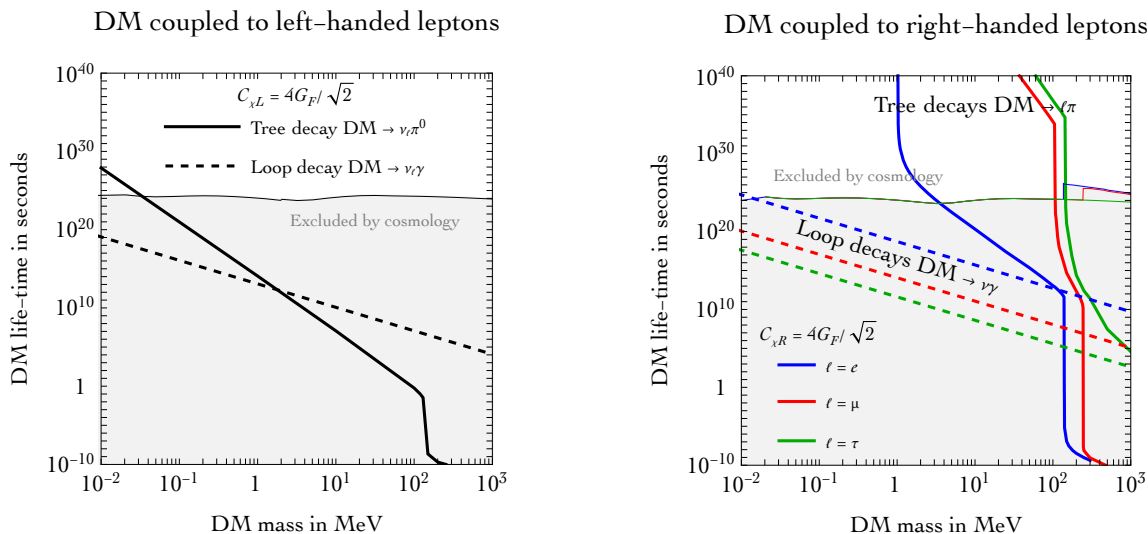 DM coupled to left-handed leptons
10^40
10^30
10^20
10^10
1
10^-10
DM life-time in seconds
C_χL = 4G_F/√2
Tree decay DM → ν_ℓπ^0
Loop decay DM → ν_ℓγ
Excluded by cosmology
10^-2
10^-1
1
10
10^2
10^3
DM mass in MeV
DM coupled to right-handed leptons
10^40
10^30
10^20
10^10
1
10^-10
DM life-time in seconds
Tree decays DM → ℓπ
Excluded by cosmology
Loop decays DM → νγ
C_χR = 4G_F/√2
ℓ = e
ℓ = μ
ℓ = τ
10^-2
10^-1
1
10
10^2
10^3
DM mass in MeV